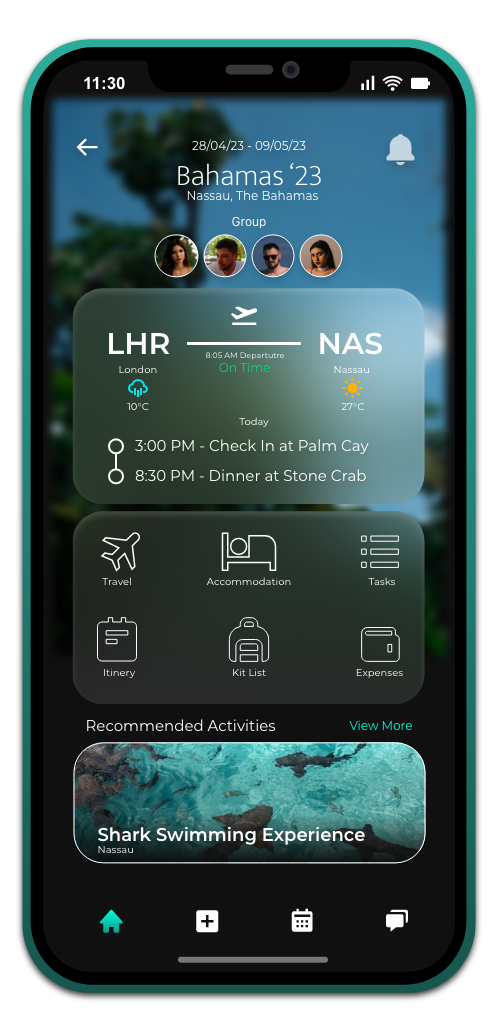 11:30
28/04/23 - 09/05/23
Bahamas ‘23
Nassau, The Bahamas
Group
LHR NAS
8:05 AM Departutre
On Time
London Nassau
10°C 27°C
Today
3:00 PM - Check In at Palm Cay
8:30 PM - Dinner at Stone Crab
Travel Accommodation Tasks
Itinery Kit List Expenses
Recommended Activities View More
Shark Swimming Experience
Nassau